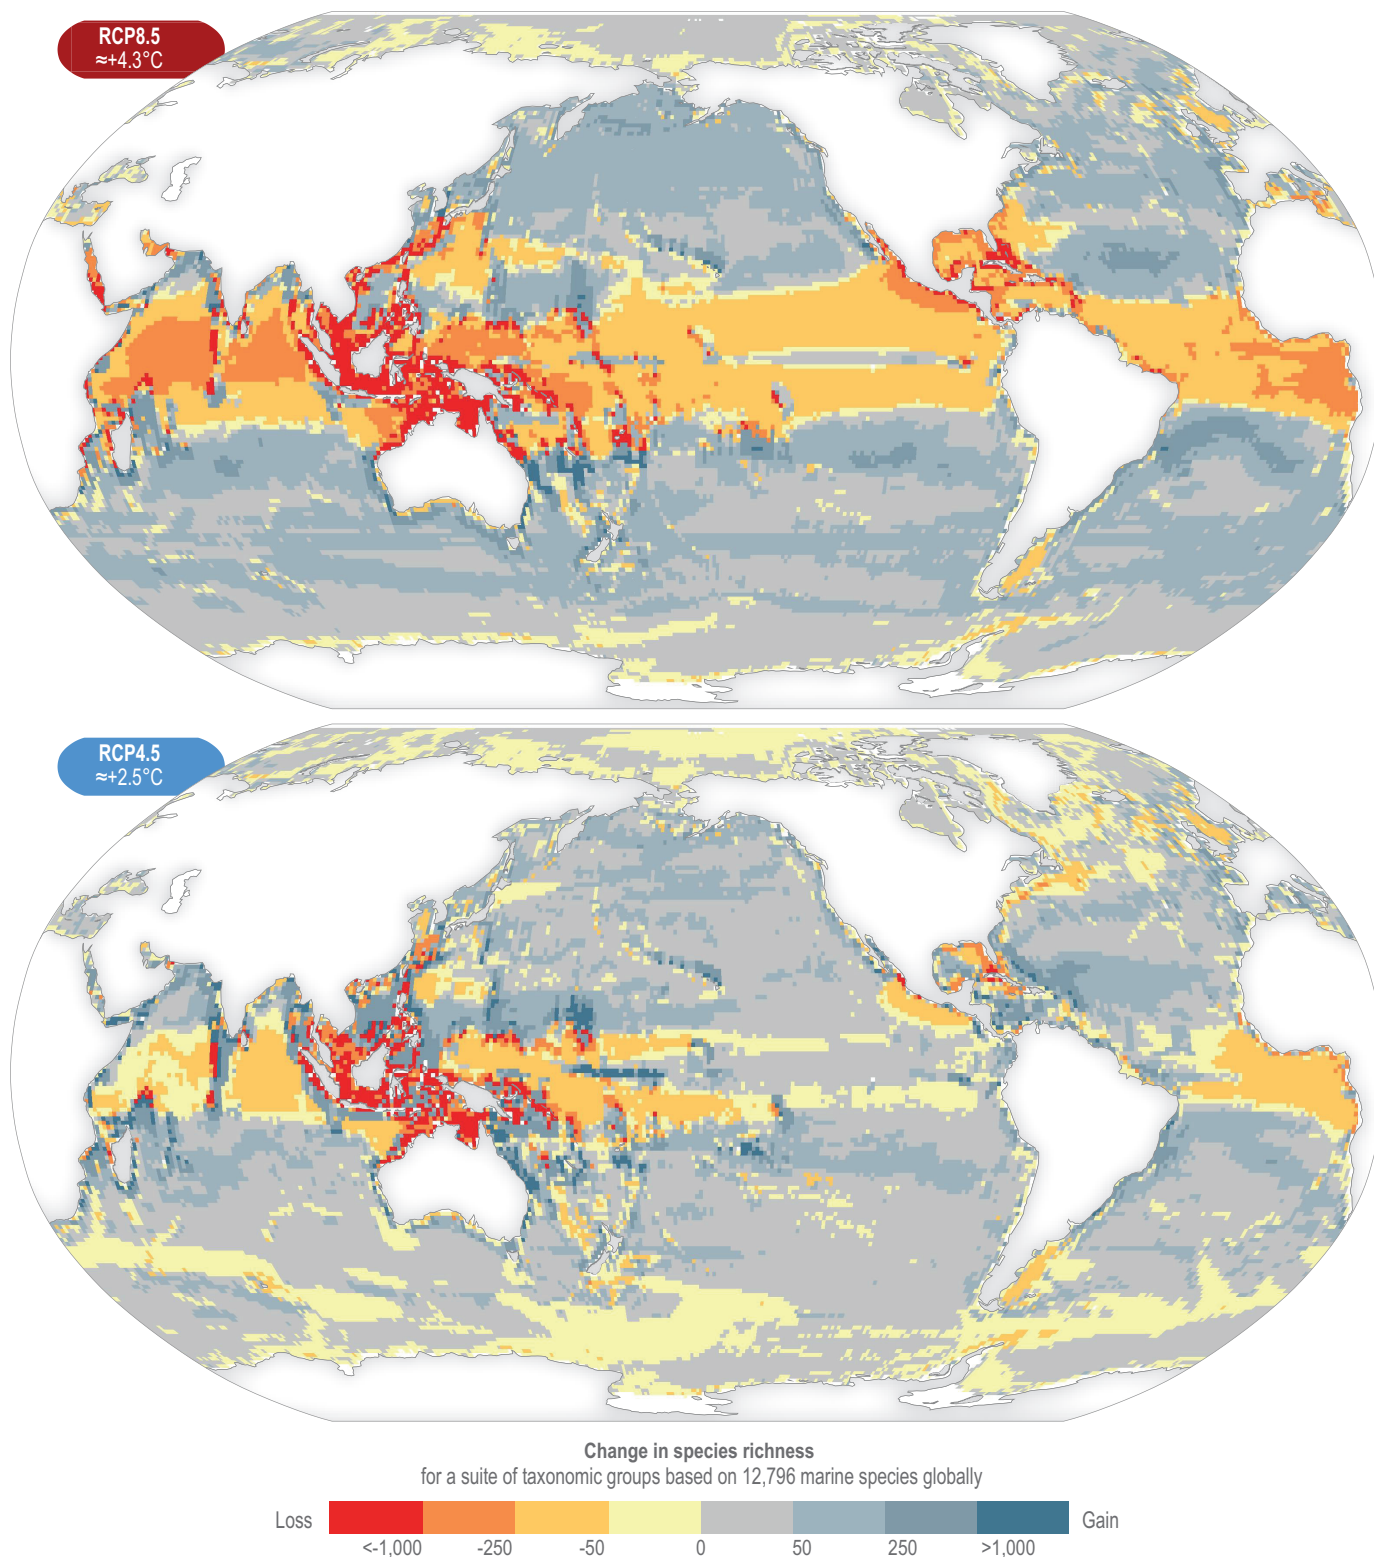 RCP8.5
≈+4.3°C
RCP4.5
≈+2.5°C
Change in species richness
for a suite of taxonomic groups based on 12,796 marine species globally
Loss
Gain
<-1,000 -250 -50 0 50 250 >1,000